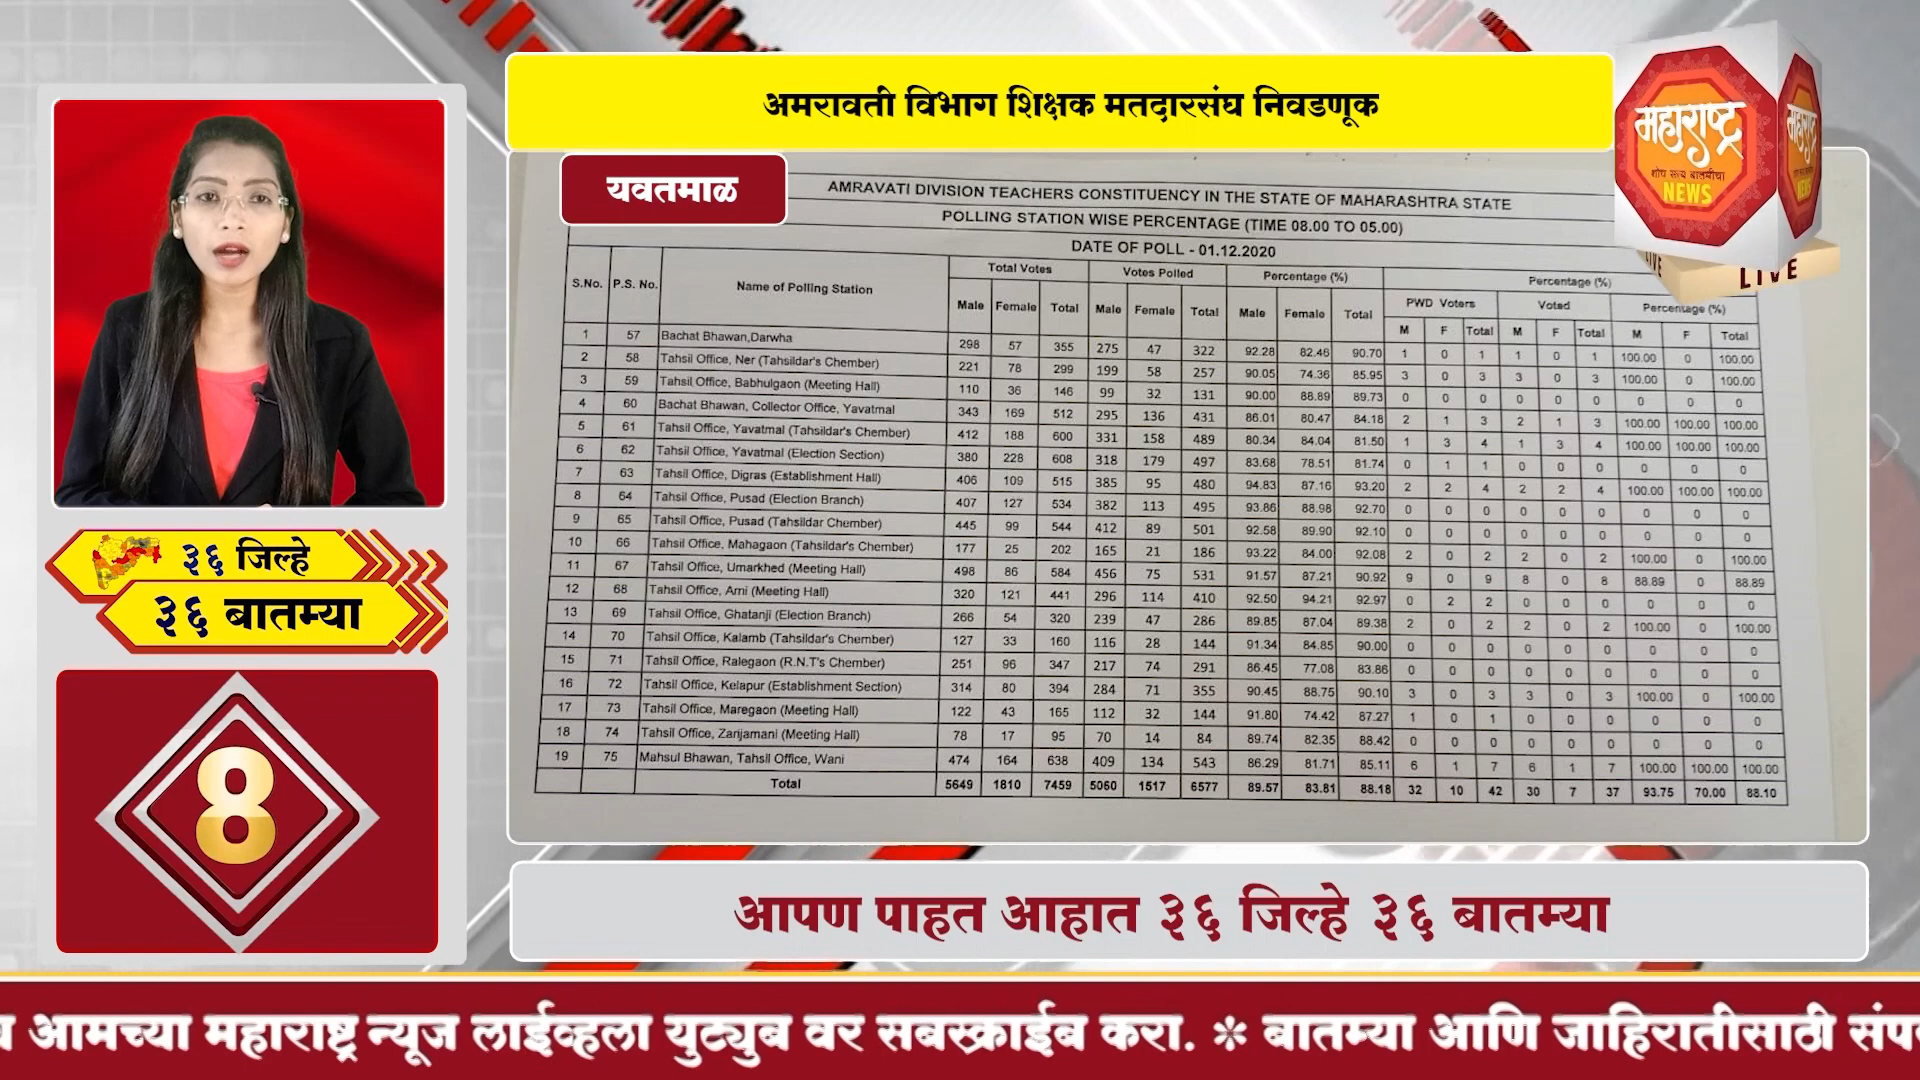 अमरावती विभाग शिक्षक मतदारसंघ निवडणूक
महाराष्ट्र
शोध सत्य बातमीचा
NEWS
LIVE
यवतमाळ
AMRAVATI DIVISION TEACHERS CONSTITUENCY IN THE STATE OF MAHARASHTRA STATE
POLLING STATION WISE PERCENTAGE (TIME 08.00 TO 05.00)
DATE OF POLL - 01.12.2020
S.No. P.S. No. Name of Polling Station Total Votes Votes Polled Percentage (%) Percentage (%)
PWD Voters Voted Percentage (%)
Male Female Total Male Female Total Male Female Total M F Total M F Total M F Total
1 57 Bachat Bhawan,Darwha 298 57 355 275 47 322 92.28 82.46 90.70 1 0 1 1 0 1 100.00 0 100.00
2 58 Tahsil Office, Ner (Tahsildar's Chember) 221 78 299 199 58 257 90.05 74.36 85.95 3 0 3 3 0 3 100.00 0 100.00
3 59 Tahsil Office, Babhulgaon (Meeting Hall) 110 36 146 99 32 131 90.00 88.89 89.73 0 0 0 0 0 0 0 0 0
4 60 Bachat Bhawan, Collector Office, Yavatmal 343 169 512 295 136 431 86.01 80.47 84.18 2 1 3 2 1 3 100.00 100.00 100.00
5 61 Tahsil Office, Yavatmal (Tahsildar's Chember) 412 188 600 331 158 489 80.34 84.04 81.50 1 3 4 1 3 4 100.00 100.00 100.00
6 62 Tahsil Office, Yavatmal (Election Section) 380 228 608 318 179 497 83.68 78.51 81.74 0 1 1 0 0 0 0 0 0
7 63 Tahsil Office, Digras (Establishment Hall) 406 109 515 385 95 480 94.83 87.16 93.20 2 2 4 2 2 4 100.00 100.00 100.00
8 64 Tahsil Office, Pusad (Election Branch) 407 127 534 382 113 495 93.86 88.98 92.70 0 0 0 0 0 0 0 0 0
9 65 Tahsil Office, Pusad (Tahsildar Chember) 445 99 544 412 89 501 92.58 89.90 92.10 0 0 0 0 0 0 0 0 0
10 66 Tahsil Office, Mahagaon (Tahsildar's Chember) 177 25 202 165 21 186 93.22 84.00 92.08 2 0 2 2 0 2 100.00 0 100.00
11 67 Tahsil Office, Umarkhed (Meeting Hall) 498 86 584 456 75 531 91.57 87.21 90.92 9 0 9 8 0 8 88.89 0 88.89
12 68 Tahsil Office, Arni (Meeting Hall) 320 121 441 296 114 410 92.50 94.21 92.97 0 2 2 0 0 0 0 0 0
13 69 Tahsil Office, Ghatanji (Election Branch) 266 54 320 239 47 286 89.85 87.04 89.38 2 0 2 2 0 2 100.00 0 100.00
14 70 Tahsil Office, Kalamb (Tahsildar's Chember) 127 33 160 116 28 144 91.34 84.85 90.00 0 0 0 0 0 0 0 0 0
15 71 Tahsil Office, Ralegaon (R.N.T's Chember) 251 96 347 217 74 291 86.45 77.08 83.86 0 0 0 0 0 0 0 0 0
16 72 Tahsil Office, Kelapur (Establishment Section) 314 80 394 284 71 355 90.45 88.75 90.10 3 0 3 3 0 3 100.00 0 100.00
17 73 Tahsil Office, Maregaon (Meeting Hall) 122 43 165 112 32 144 91.80 74.42 87.27 1 0 1 0 0 0 0 0 0
18 74 Tahsil Office, Zarijamani (Meeting Hall) 78 17 95 70 14 84 89.74 82.35 88.42 0 0 0 0 0 0 0 0 0
19 75 Mahsul Bhawan, Tahsil Office, Wani 474 164 638 409 134 543 86.29 81.71 85.11 6 1 7 6 1 7 100.00 100.00 100.00
Total 5649 1810 7459 5060 1517 6577 89.57 83.81 88.18 32 10 42 30 7 37 93.75 70.00 88.10
३६ जिल्हे
३६ बातम्या
8
आपण पाहत आहात ३६ जिल्हे ३६ बातम्या
आमच्या महाराष्ट्र न्यूज लाईव्हला युट्युब वर सबस्क्राईब करा. * बातम्या आणि जाहिरातीसाठी